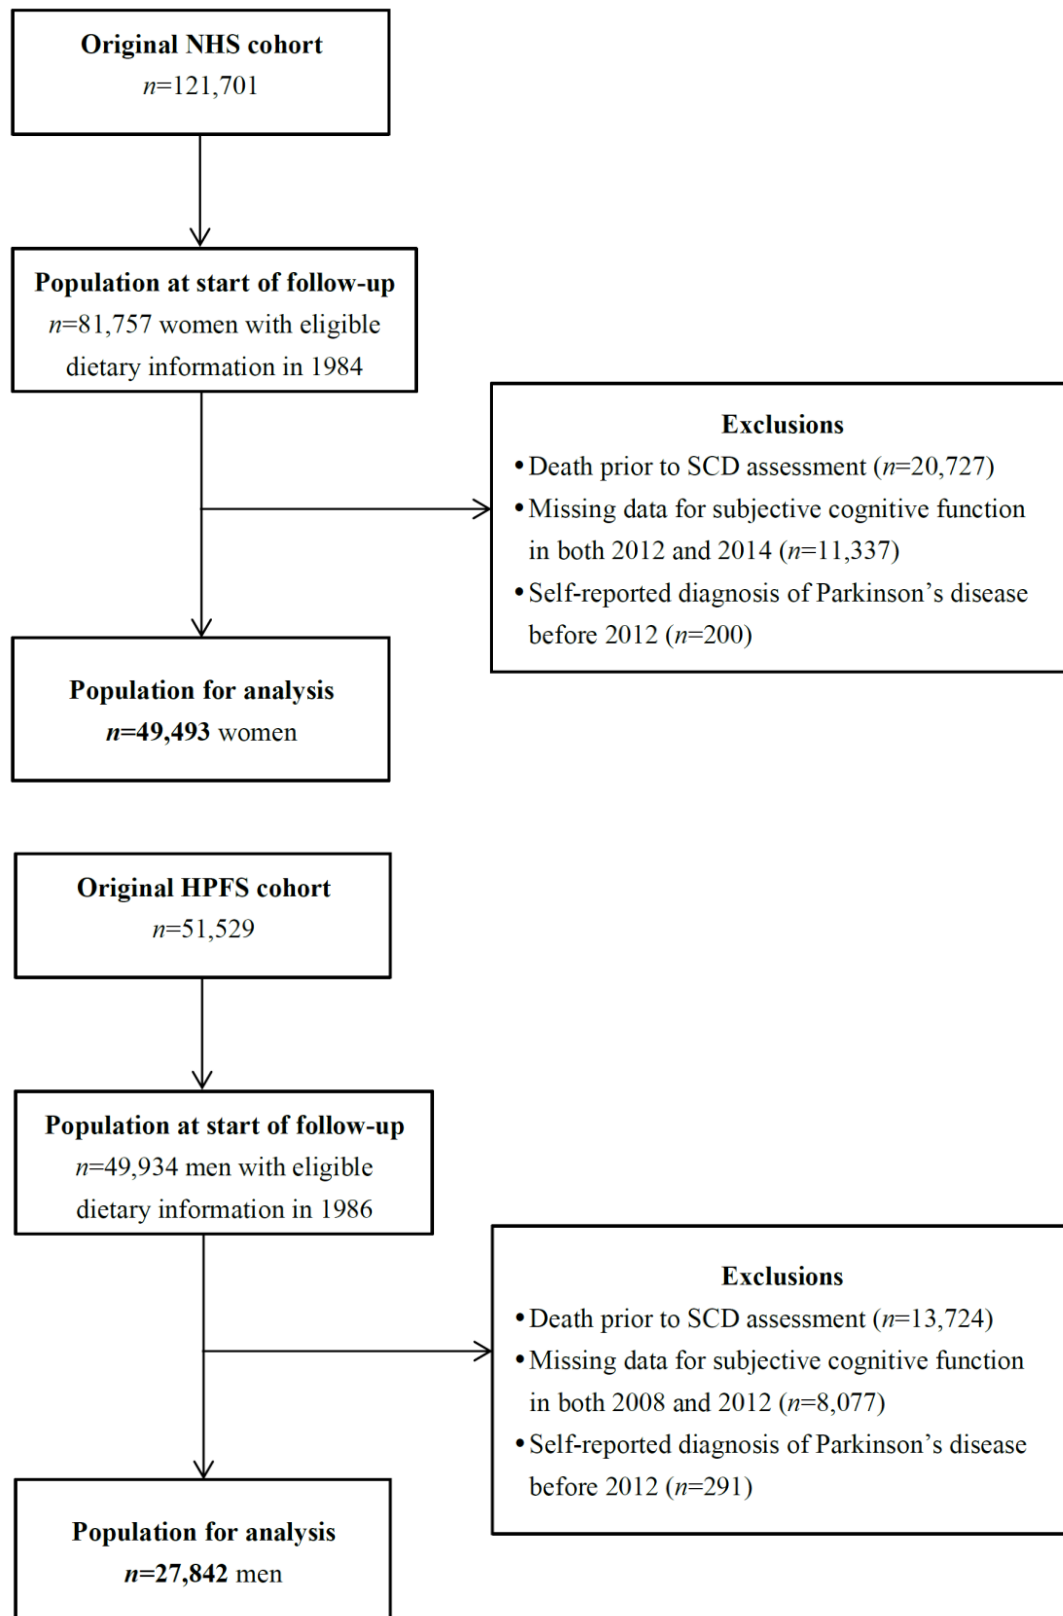 Original NHS cohort
n=121,701
Population at start of follow-up
n=81,757 women with eligible
dietary information in 1984
Exclusions
• Death prior to SCD assessment (n=20,727)
• Missing data for subjective cognitive function
in both 2012 and 2014 (n=11,337)
• Self-reported diagnosis of Parkinson’s disease
before 2012 (n=200)
Population for analysis
n=49,493 women
Original HPFS cohort
n=51,529
Population at start of follow-up
n=49,934 men with eligible
dietary information in 1986
Exclusions
• Death prior to SCD assessment (n=13,724)
• Missing data for subjective cognitive function
in both 2008 and 2012 (n=8,077)
• Self-reported diagnosis of Parkinson’s disease
before 2012 (n=291)
Population for analysis
n=27,842 men